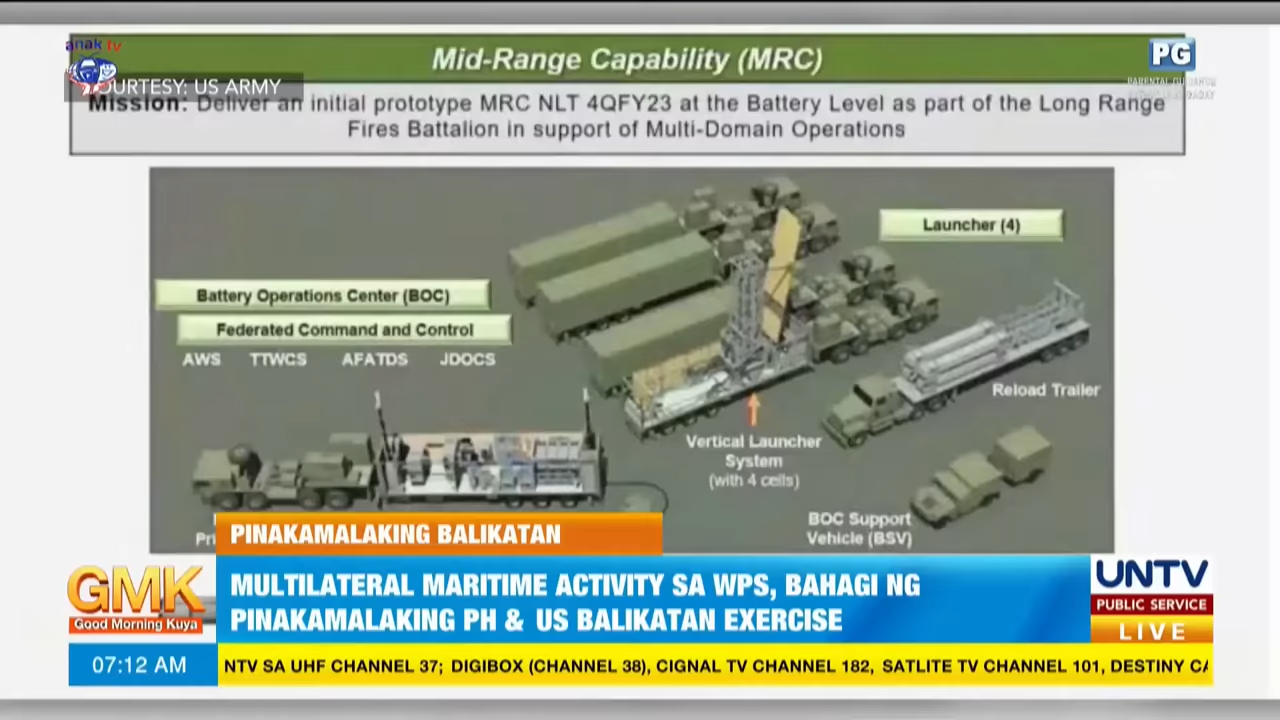 anak tv
Mid-Range Capability (MRC)
PG
PARENTAL GUIDANCE
COURTESY: US ARMY
Mission: Deliver an initial prototype MRC NLT 4QFY23 at the Battery Level as part of the Long Range
Fires Battalion in support of Multi-Domain Operations
Launcher (4)
Battery Operations Center (BOC)
Federated Command and Control
AWS TTWCS AFATDS JDOCS
Reload Trailer
Vertical Launcher
System
(with 4 cells)
BOC Support
Vehicle (BSV)
PINAKAMALAKING BALIKATAN
GMK
Good Morning Kuya
MULTILATERAL MARITIME ACTIVITY SA WPS, BAHAGI NG
PINAKAMALAKING PH & US BALIKATAN EXERCISE
UNTV
PUBLIC SERVICE
LIVE
07:12 AM
NTV SA UHF CHANNEL 37; DIGIBOX (CHANNEL 38), CIGNAL TV CHANNEL 182, SATLITE TV CHANNEL 101, DESTINY CA